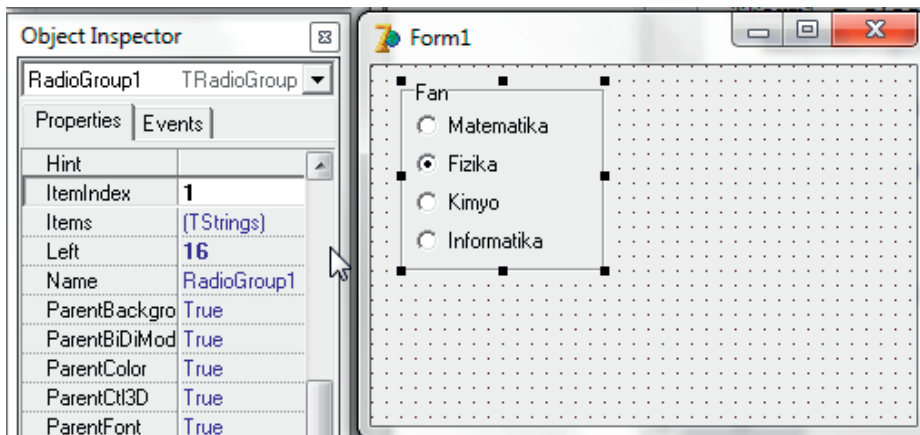 Object Inspector
RadioGroup1 TRadioGroup
Properties Events
Hint
ItemIndex 1
Items (TStrings)
Left 16
Name RadioGroup1
ParentBackgro True
ParentBiDiMod True
ParentColor True
ParentCtl3D True
ParentFont True
Form1
Fan
Matematika
Fizika
Kimyo
Informatika